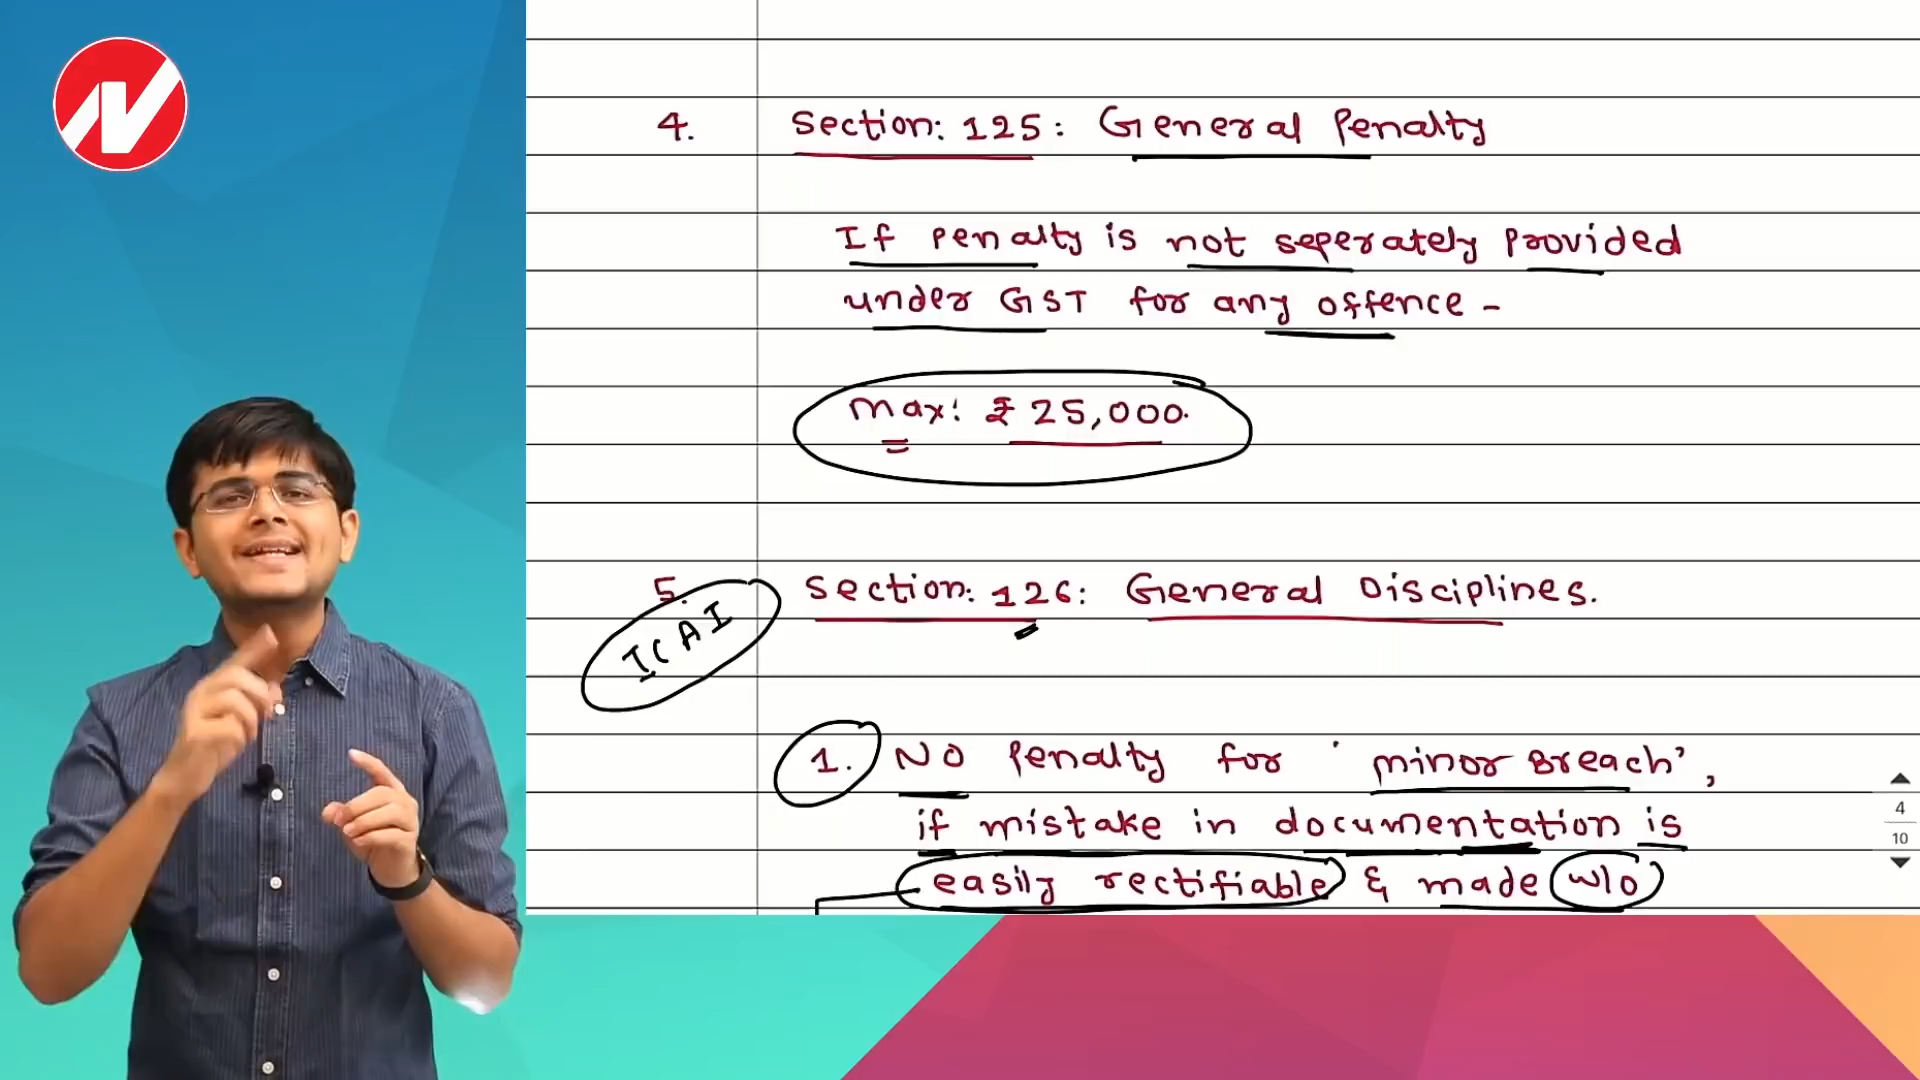 4. Section: 125: General Penalty
If Penalty is not seperately Provided
under GST for any offence -
Max: ₹ 25,000.
5. Section: 126: General Disciplines.
ICAI
1. No Penalty for 'minor Breach',
if mistake in documentation is
easily rectifiable & made w/o
4
10